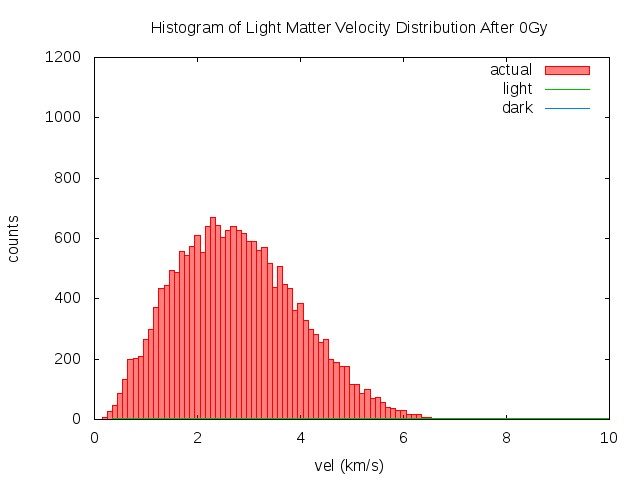 Histogram of Light Matter Velocity Distribution After 0Gy
1200
1000
800
600
400
200
0
counts
actual
light
dark
0 2 4 6 8 10
vel (km/s)